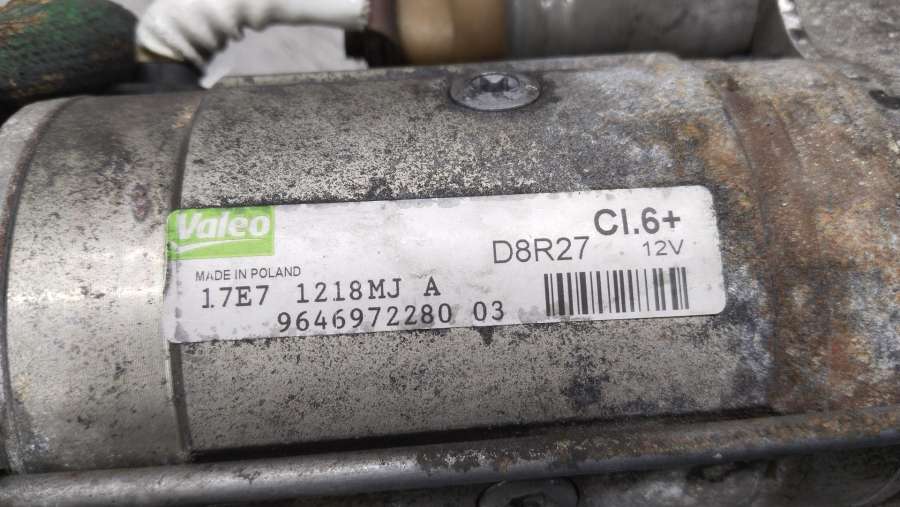 Valeo
Cl.6+
D8R27 12V
MADE IN POLAND
17E7 1218MJ A
9646972280 03